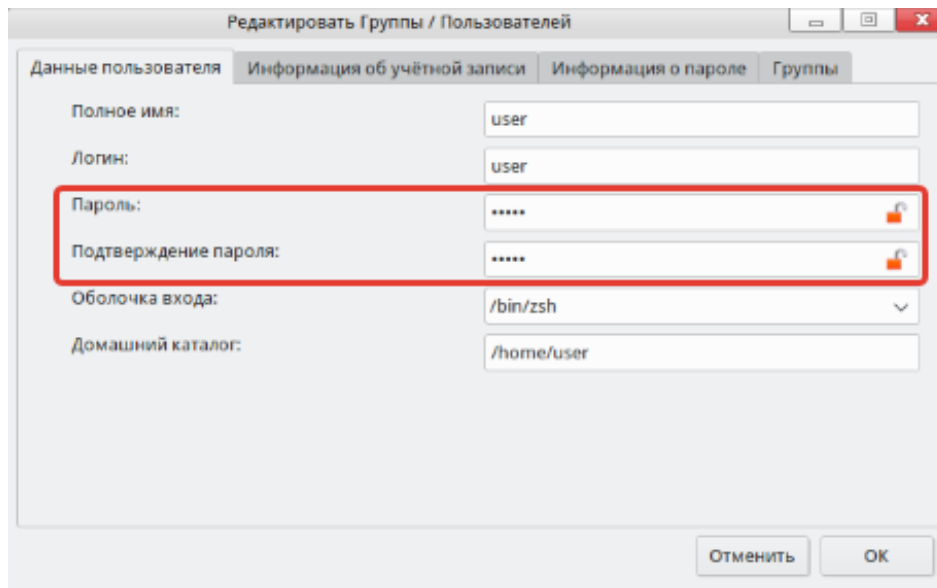 Редактировать Группы / Пользователей
Данные пользователя Информация об учётной записи Информация о пароле Группы
Полное имя: user
Логин: user
Пароль: •••••
Подтверждение пароля: •••••
Оболочка входа: /bin/zsh
Домашний каталог: /home/user
Отменить OK